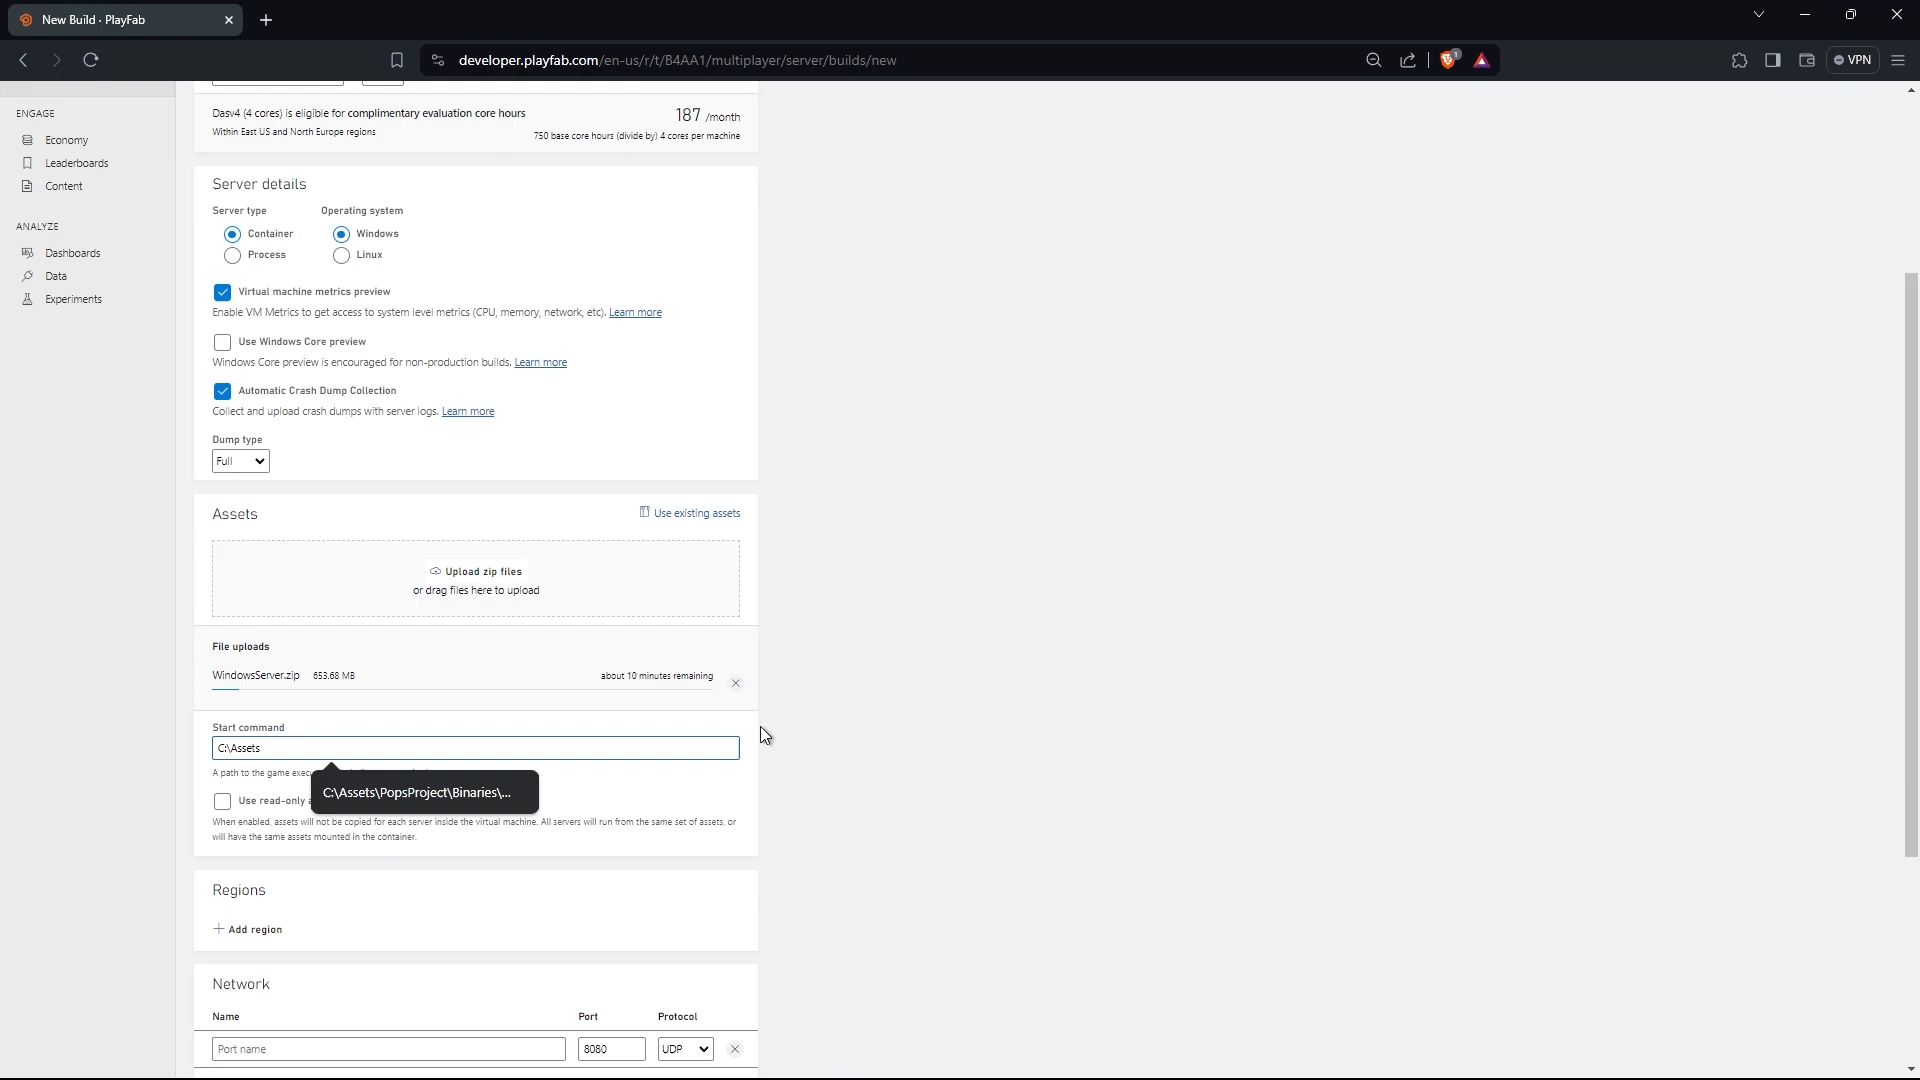 New Build · PlayFab
developer.playfab.com/en-us/r/t/B4AA1/multiplayer/server/builds/new
1
VPN
ENGAGE
Economy
Leaderboards
Content
ANALYZE
Dashboards
Data
Experiments
Dasv4 (4 cores) is eligible for complimentary evaluation core hours
187 /month
Within East US and North Europe regions
750 base core hours (divide by) 4 cores per machine
Server details
Server type
Operating system
Container
Windows
Process
Linux
Virtual machine metrics preview
Enable VM Metrics to get access to system level metrics (CPU, memory, network, etc). Learn more
Use Windows Core preview
Windows Core preview is encouraged for non-production builds. Learn more
Automatic Crash Dump Collection
Collect and upload crash dumps with server logs. Learn more
Dump type
Full
Assets
Use existing assets
Upload zip files
or drag files here to upload
File uploads
WindowsServer.zip 653.68 MB
about 10 minutes remaining
Start command
C:\Assets
A path to the game
C:\Assets\PopsProject\Binaries\...
Use read-only
When enabled, assets will not be copied for each server inside the virtual machine. All servers will run from the same set of assets, or
will have the same assets mounted in the container.
Regions
Add region
Network
Name
Port
Protocol
Port name
8080
UDP